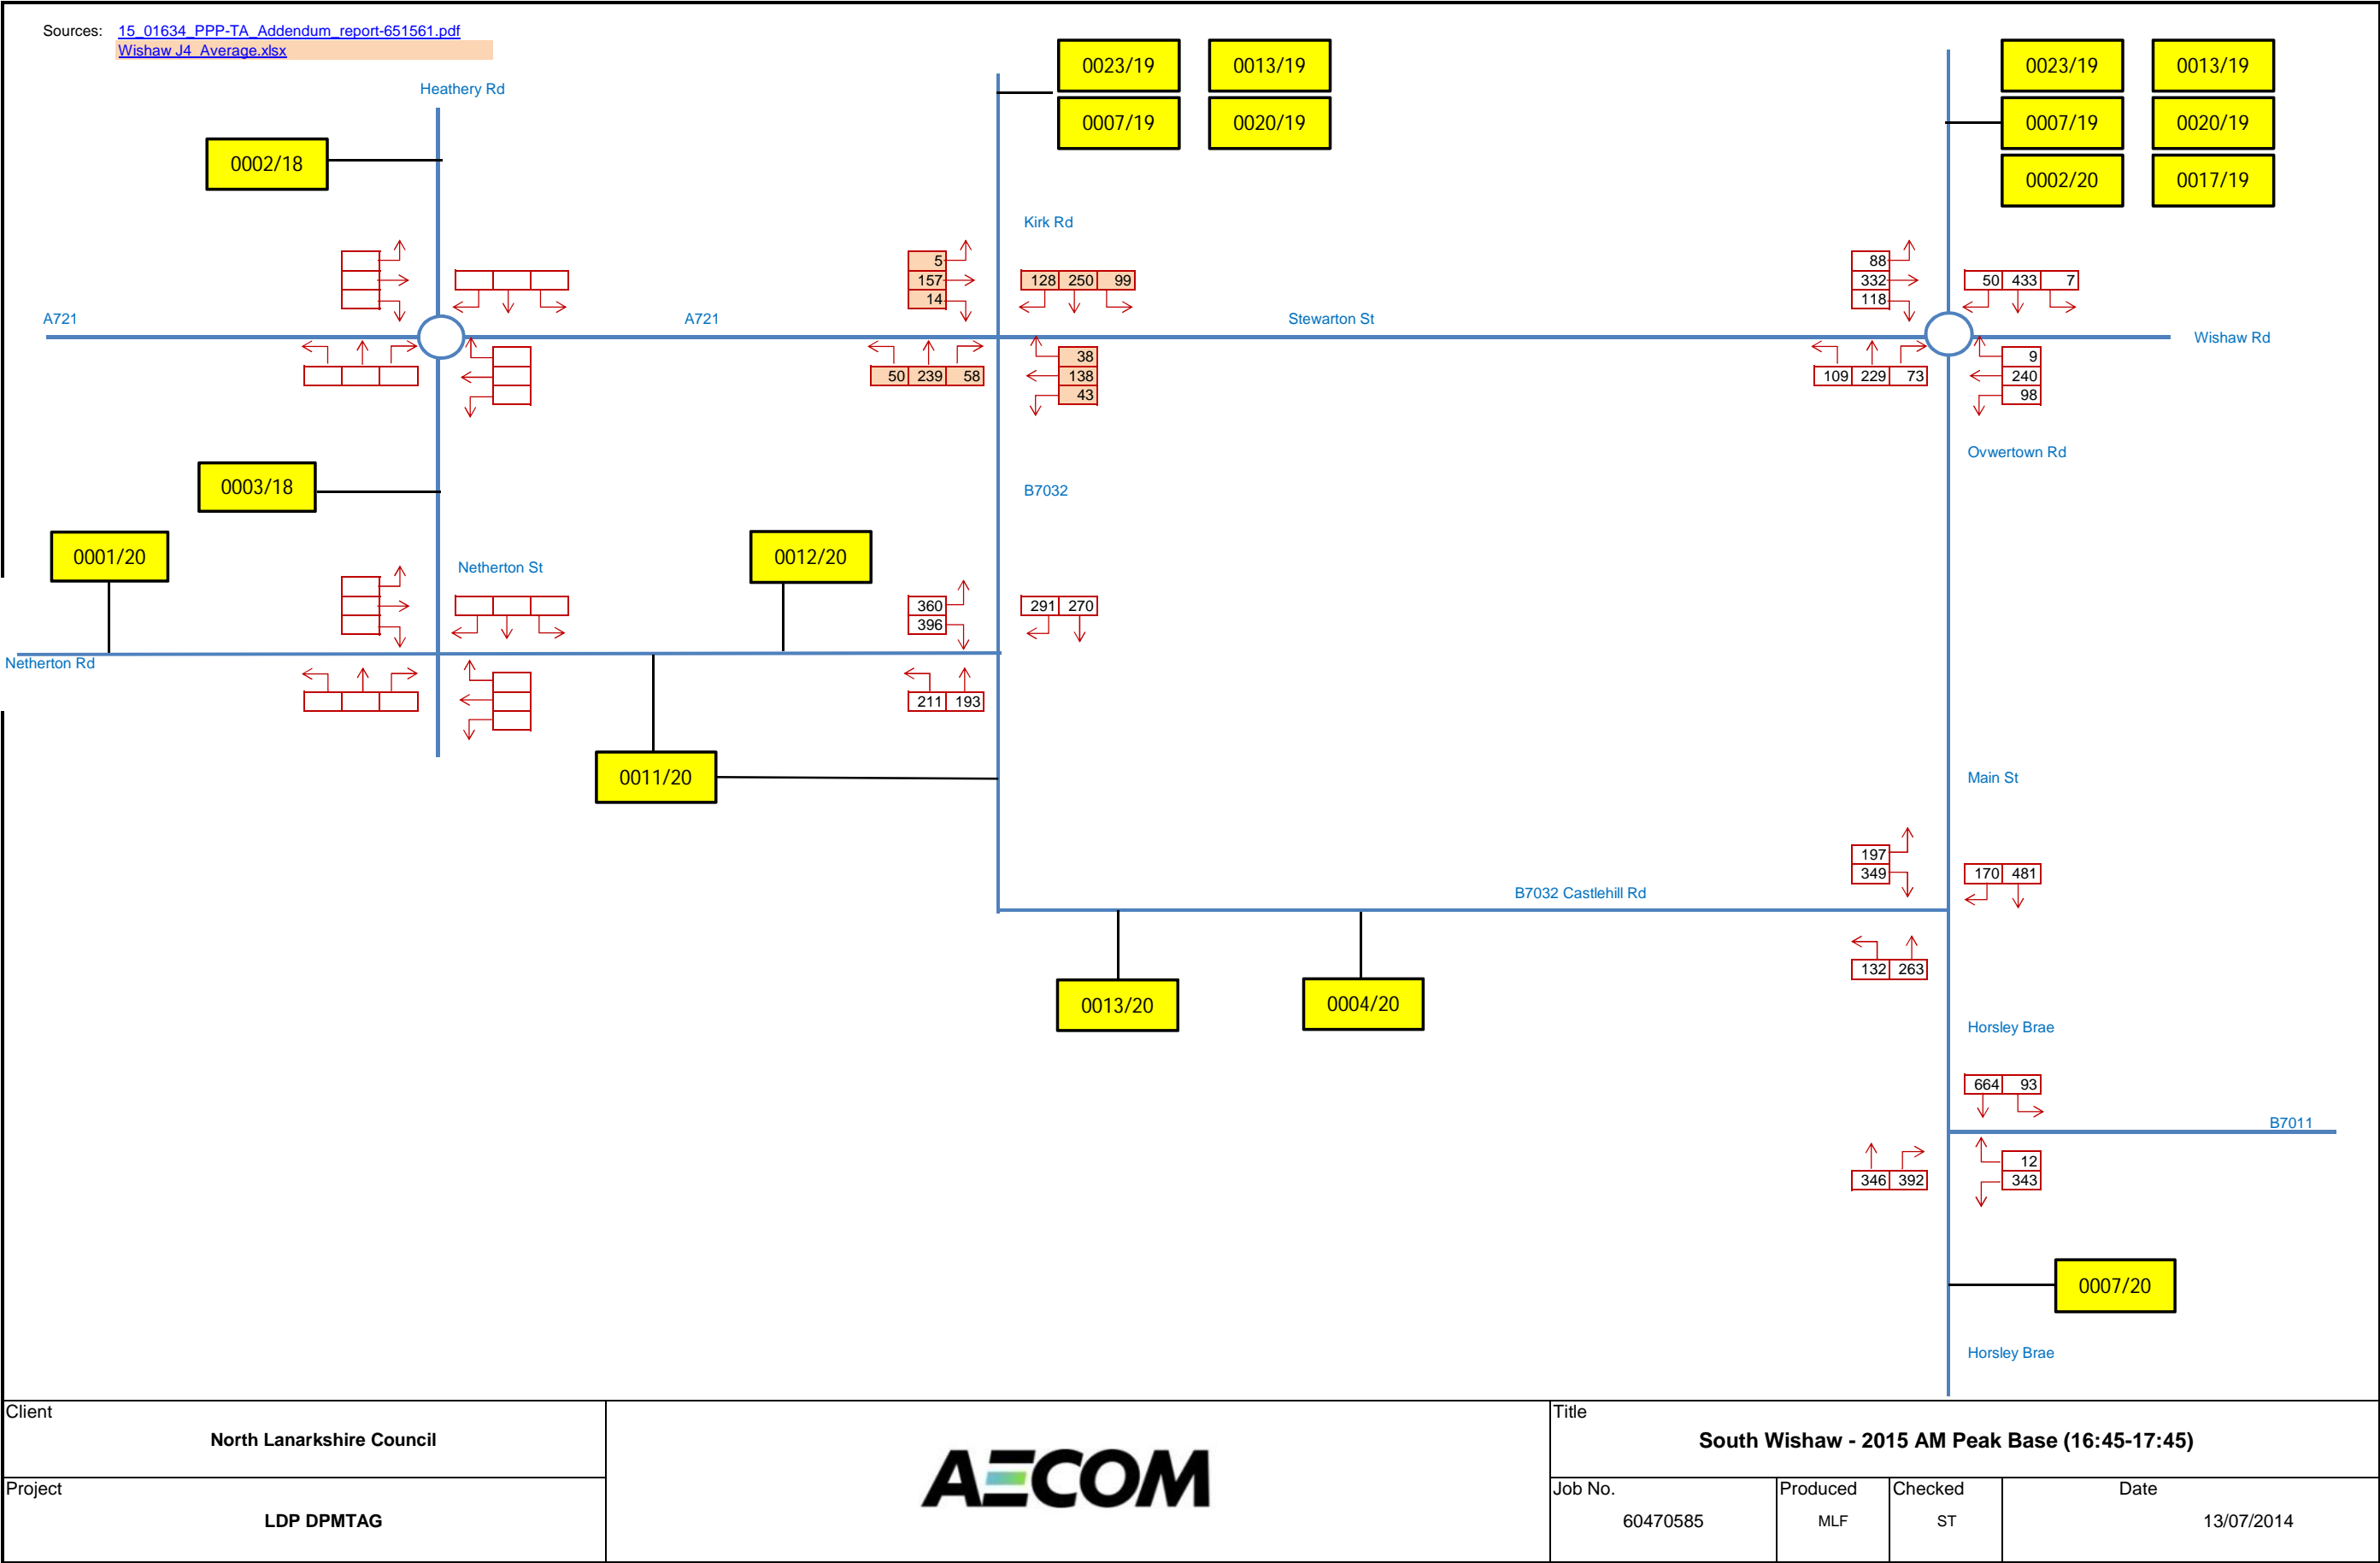 Sources: 15_01634_PPP-TA_Addendum_report-651561.pdf
Wishaw J4_Average.xlsx
Heathery Rd
0023/19 0013/19
0007/19 0020/19
0023/19 0013/19
0007/19 0020/19
0002/20 0017/19
0002/18
Kirk Rd
5
157
14
128 250 99
88
332
118
50 433 7
A721
A721
Stewarton St
Wishaw Rd
50 239 58
38
138
43
109 229 73
9
240
98
Ovwertown Rd
0003/18
B7032
0001/20
0012/20
Netherton St
360
396
291 270
Netherton Rd
211 193
0011/20
Main St
197
349
170 481
B7032 Castlehill Rd
132 263
0013/20
0004/20
Horsley Brae
664 93
B7011
346 392
12
343
0007/20
Horsley Brae
Client
North Lanarkshire Council
Project
LDP DPMTAG
AECOM
Title
South Wishaw - 2015 AM Peak Base (16:45-17:45)
Job No. Produced Checked Date
60470585 MLF ST 13/07/2014